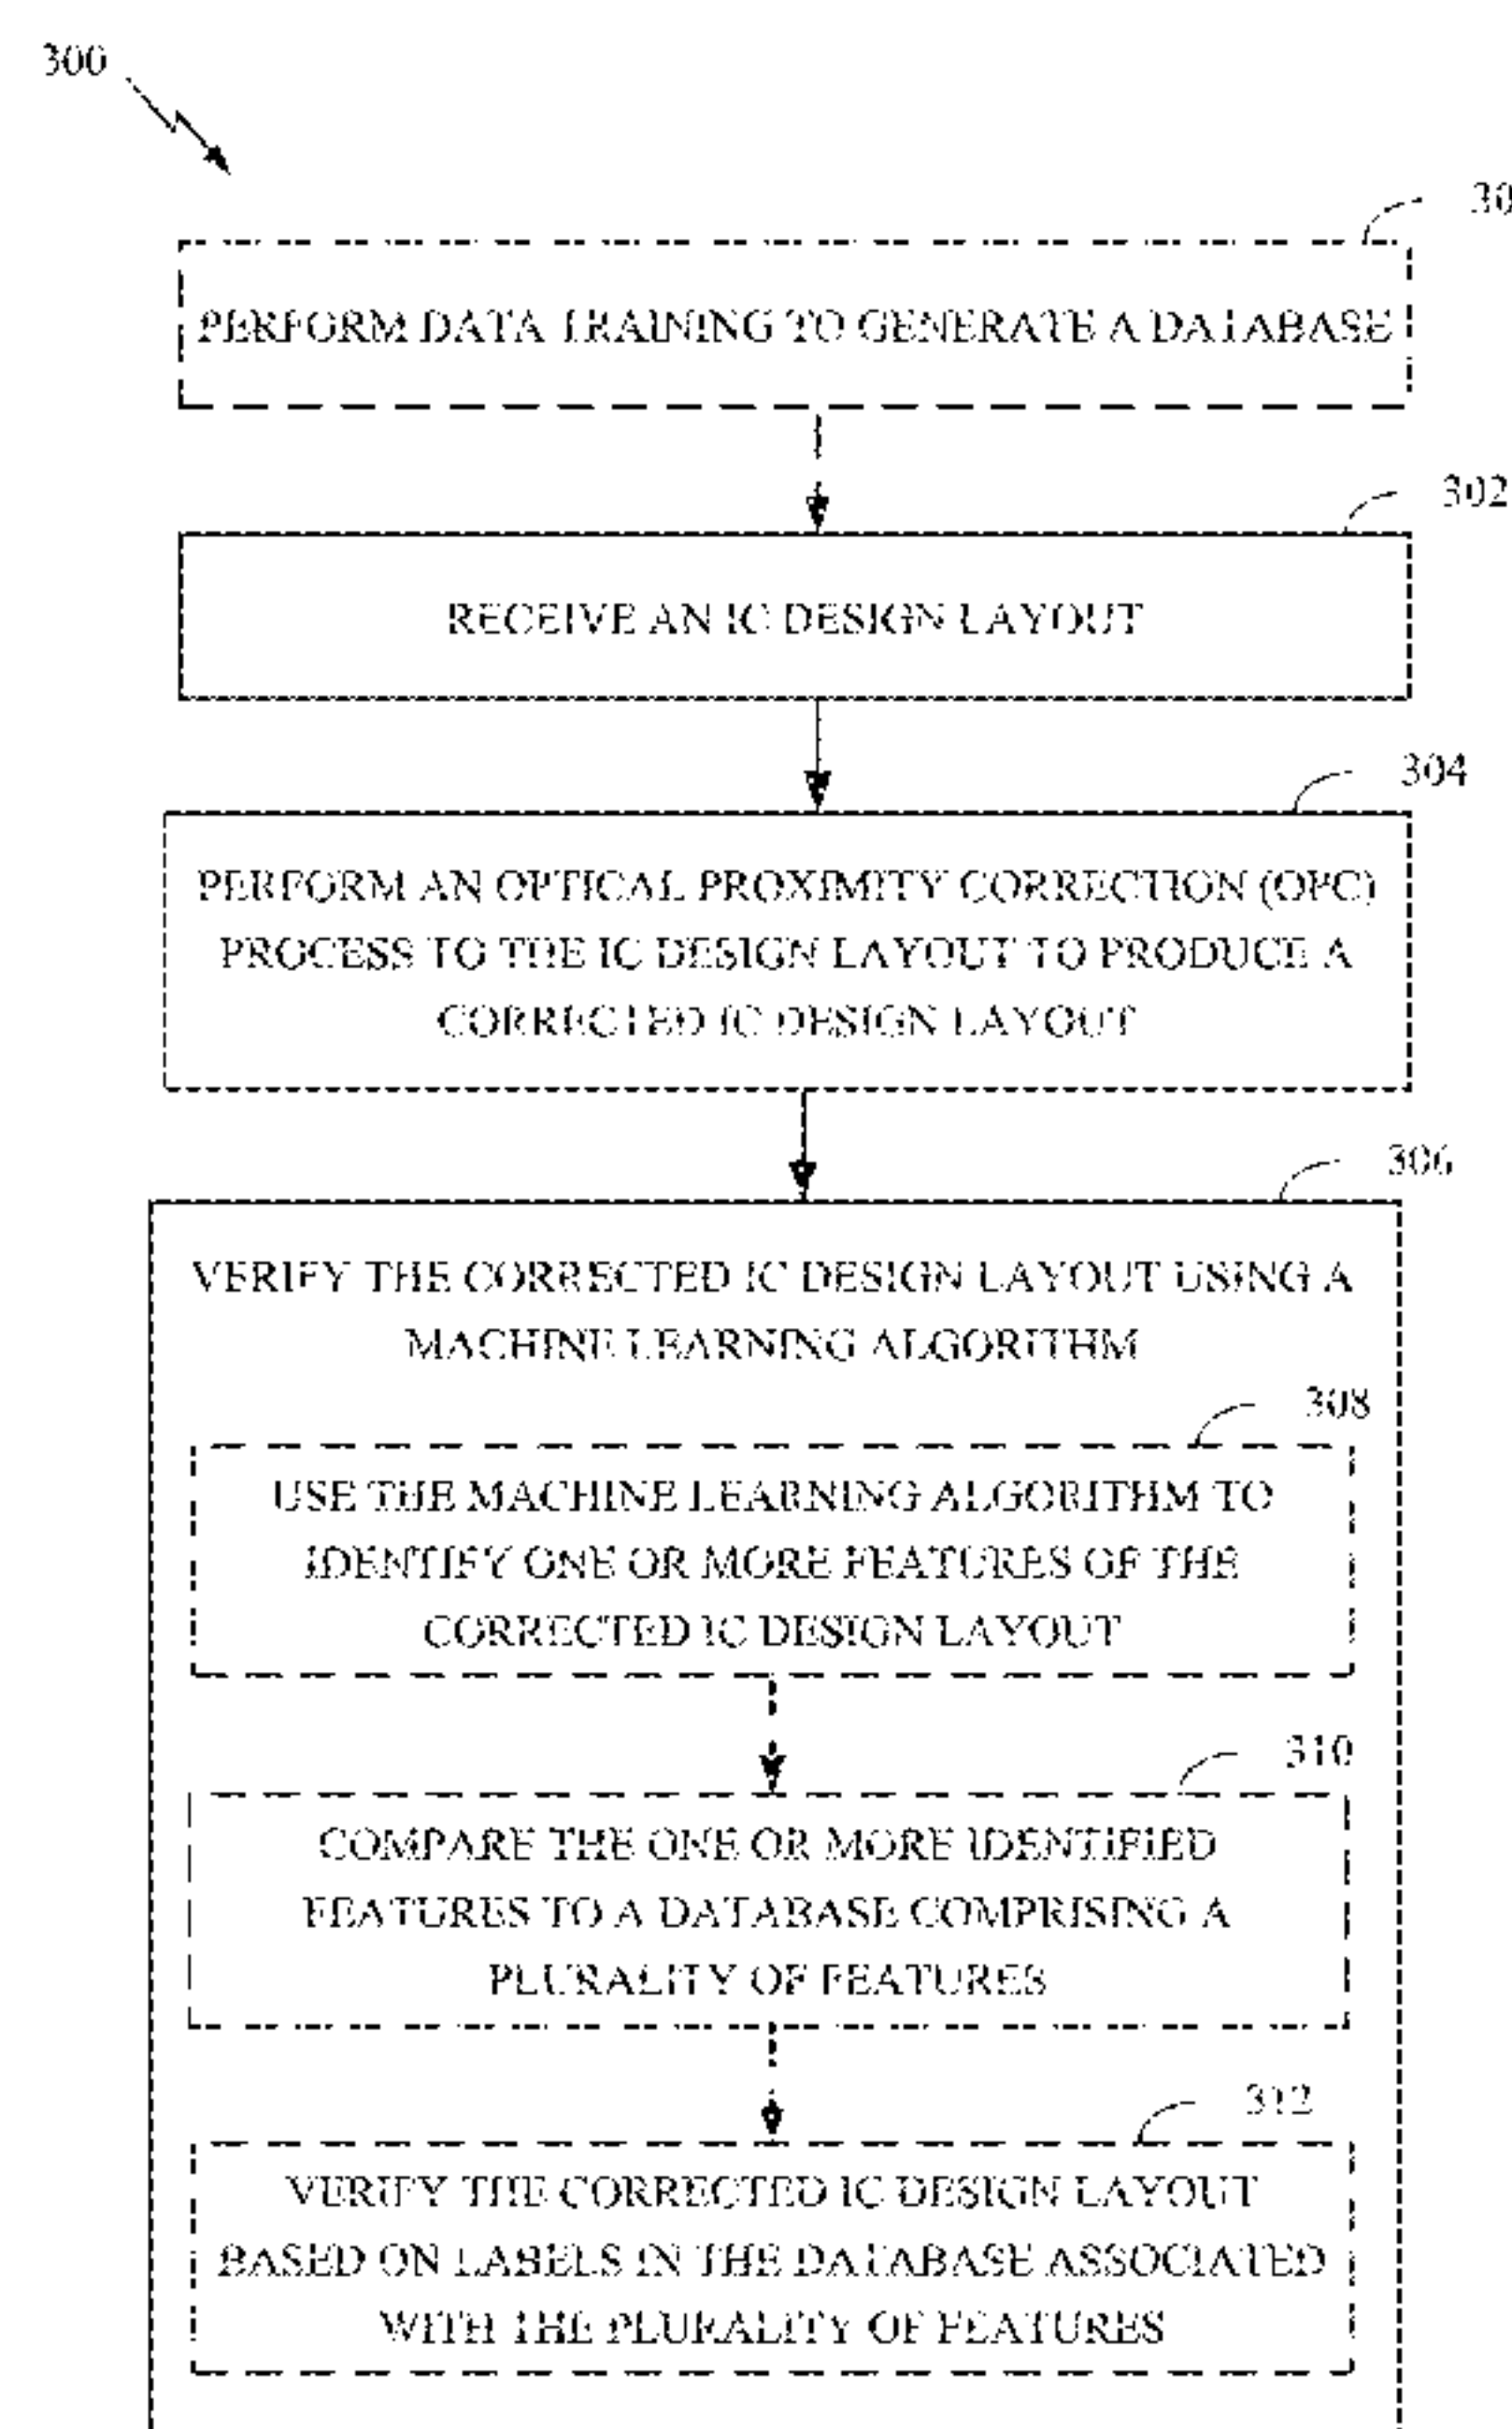 300
30
PERFORM DATA TRAINING TO GENERATE A DATABASE
302
RECEIVE AN IC DESIGN LAYOUT
304
PERFORM AN OPTICAL PROXIMITY CORRECTION (OPC)
PROCESS TO THE IC DESIGN LAYOUT TO PRODUCE A
CORRECTED IC DESIGN LAYOUT
306
VERIFY THE CORRECTED IC DESIGN LAYOUT USING A
MACHINE LEARNING ALGORITHM
308
USE THE MACHINE LEARNING ALGORITHM TO
IDENTIFY ONE OR MORE FEATURES OF THE
CORRECTED IC DESIGN LAYOUT
310
COMPARE THE ONE OR MORE IDENTIFIED
FEATURES TO A DATABASE COMPRISING A
PLURALITY OF FEATURES
312
VERIFY THE CORRECTED IC DESIGN LAYOUT
BASED ON LABELS IN THE DATABASE ASSOCIATED
WITH THE PLURALITY OF FEATURES